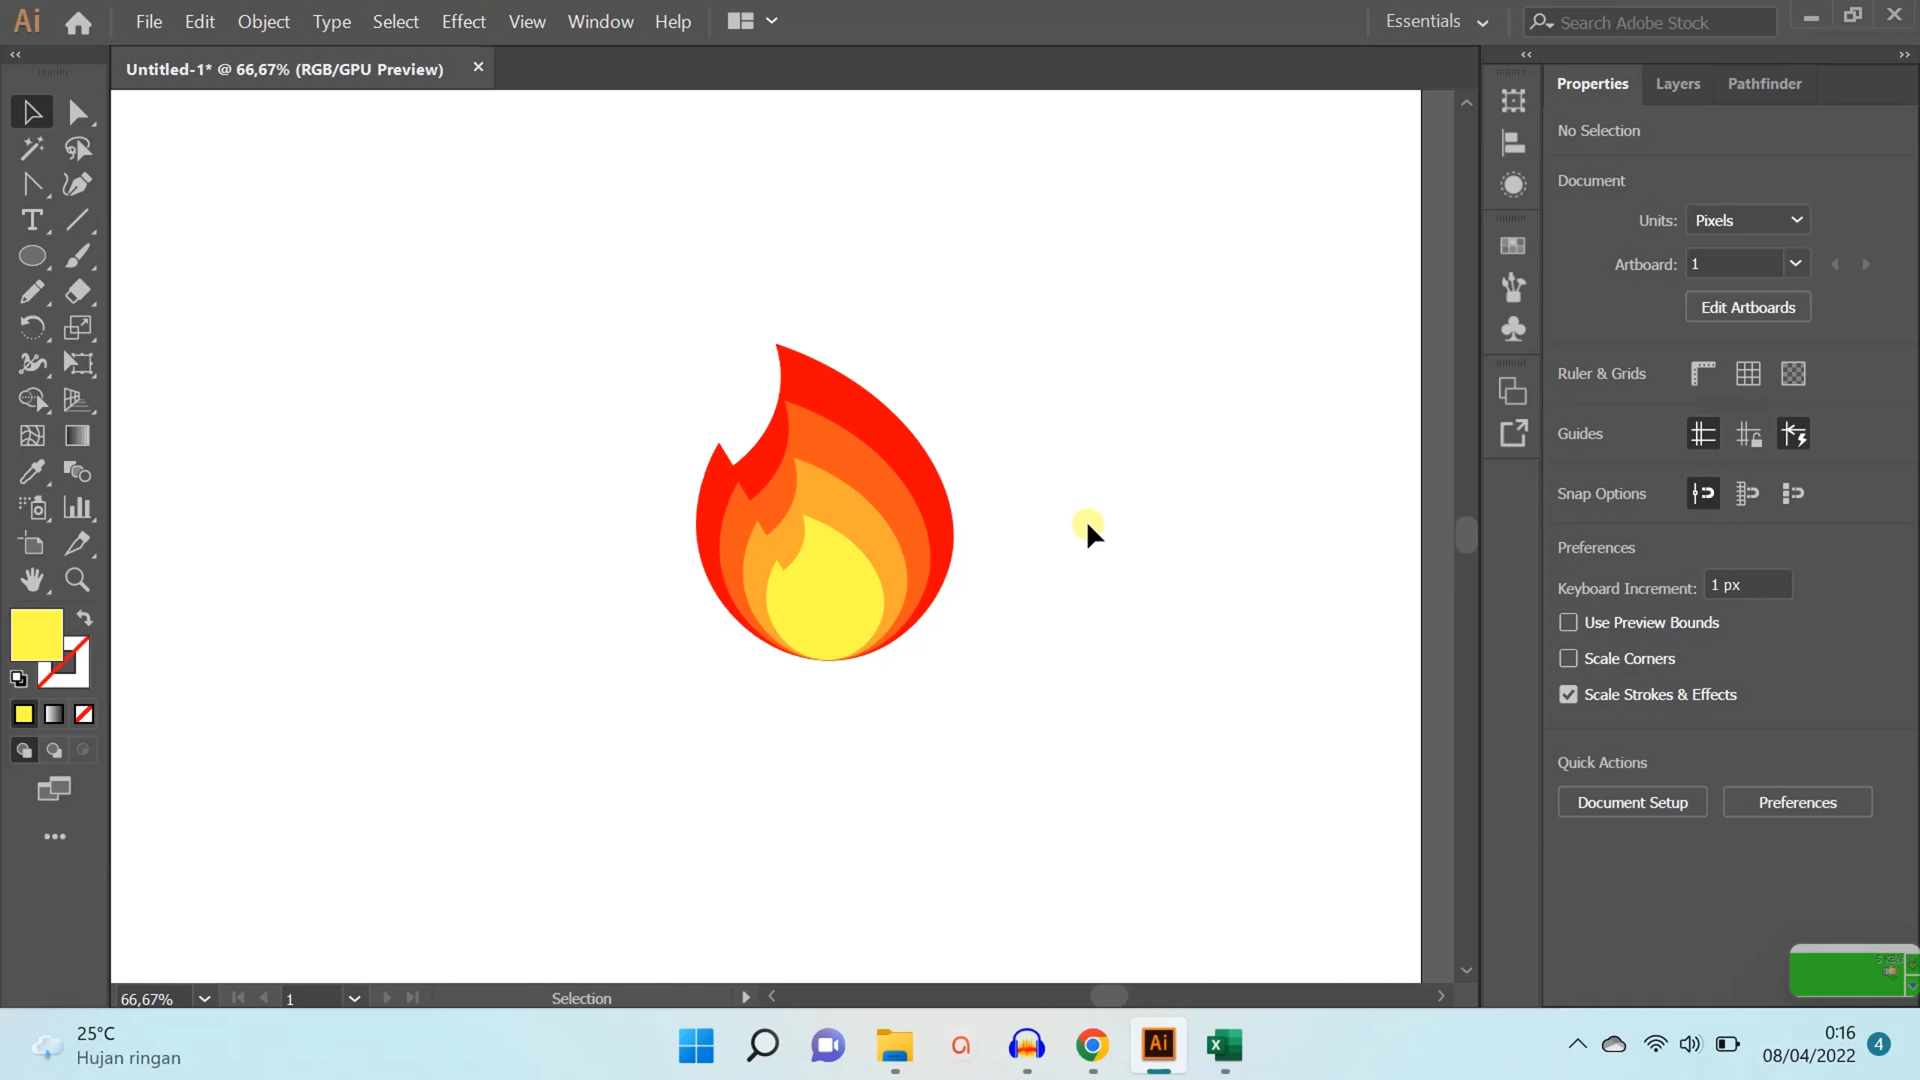 Ai File Edit Object Type Select Effect View Window Help Essentials Search Adobe Stock
Untitled-1* @ 66,67% (RGB/GPU Preview)
Properties Layers Pathfinder
No Selection
Document
Units: Pixels
Artboard: 1
Edit Artboards
Ruler & Grids
Guides
Snap Options
Preferences
Keyboard Increment: 1 px
Use Preview Bounds
Scale Corners
Scale Strokes & Effects
Quick Actions
Document Setup Preferences
5 KB/s
66,67% 1 Selection
25°C
Hujan ringan
Ai
0:16
08/04/2022
4